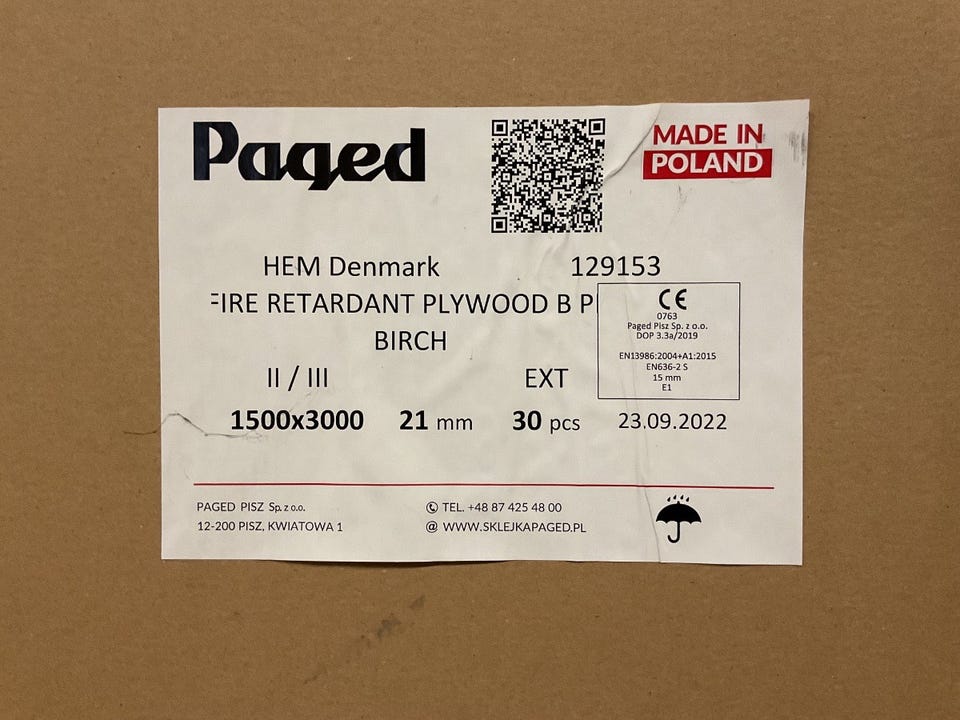 Paged
MADE IN
POLAND
HEM Denmark 129153
FIRE RETARDANT PLYWOOD B P
BIRCH
II / III EXT
1500x3000 21 mm 30 pcs 23.09.2022
CE
0763
Paged Pisz Sp. z o.o.
DOP 3.3a/2019
EN13986:2004+A1:2015
EN636-2 S
15 mm
E1
PAGED PISZ Sp. z o.o.
12-200 PISZ, KWIATOWA 1
TEL. +48 87 425 48 00
@ WWW.SKLEJKAPAGED.PL